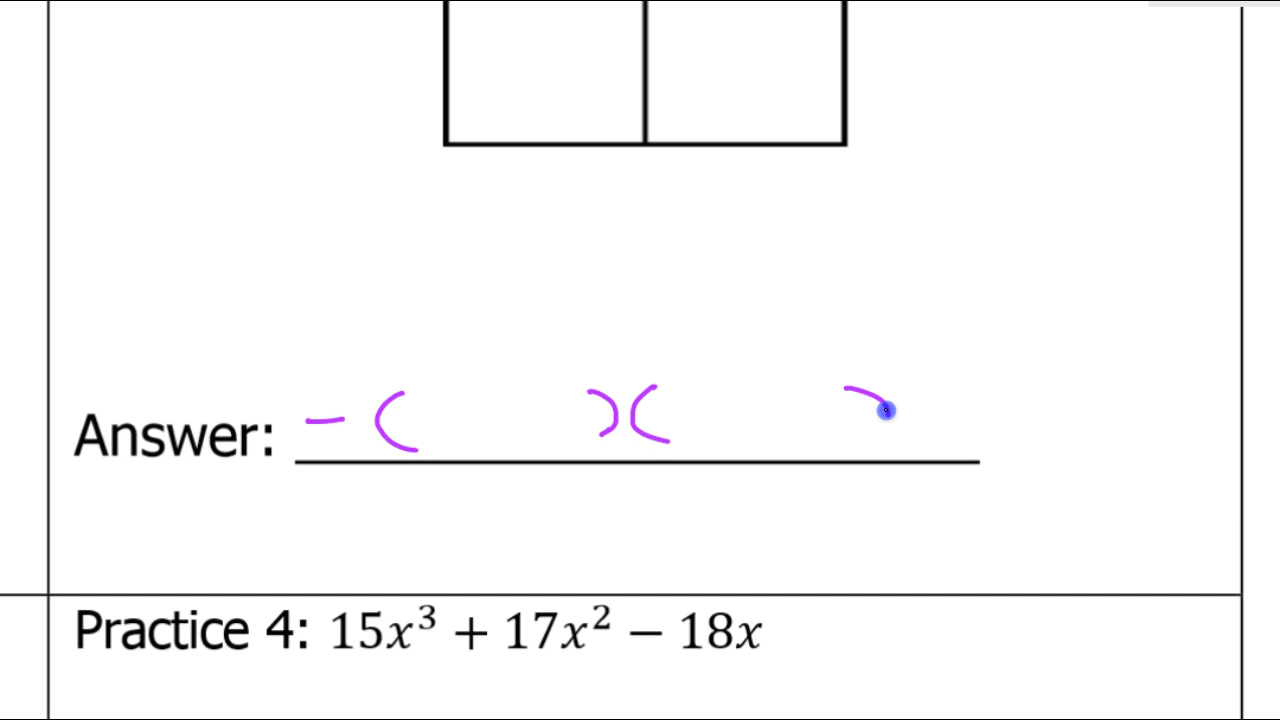 Answer: -( )( )
Practice 4: 15x³ + 17x² − 18x